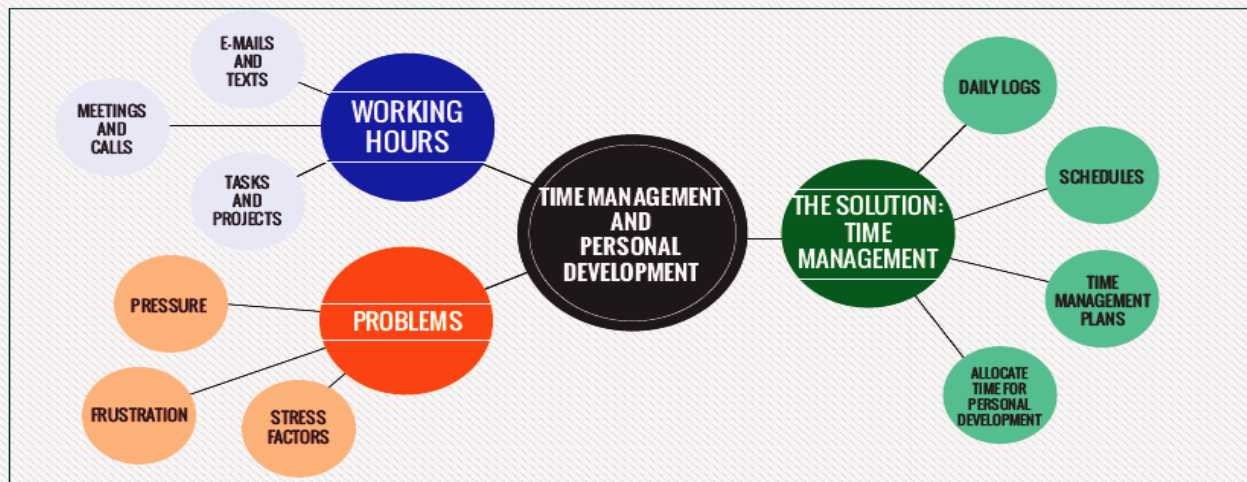 E-MAILS
AND
TEXTS
MEETINGS
AND
CALLS
TASKS
AND
PROJECTS
WORKING
HOURS
PRESSURE
FRUSTRATION
STRESS
FACTORS
PROBLEMS
TIME MANAGEMENT
AND
PERSONAL
DEVELOPMENT
THE SOLUTION:
TIME
MANAGEMENT
DAILY LOGS
SCHEDULES
TIME
MANAGEMENT
PLANS
ALLOCATE
TIME FOR
PERSONAL
DEVELOPMENT